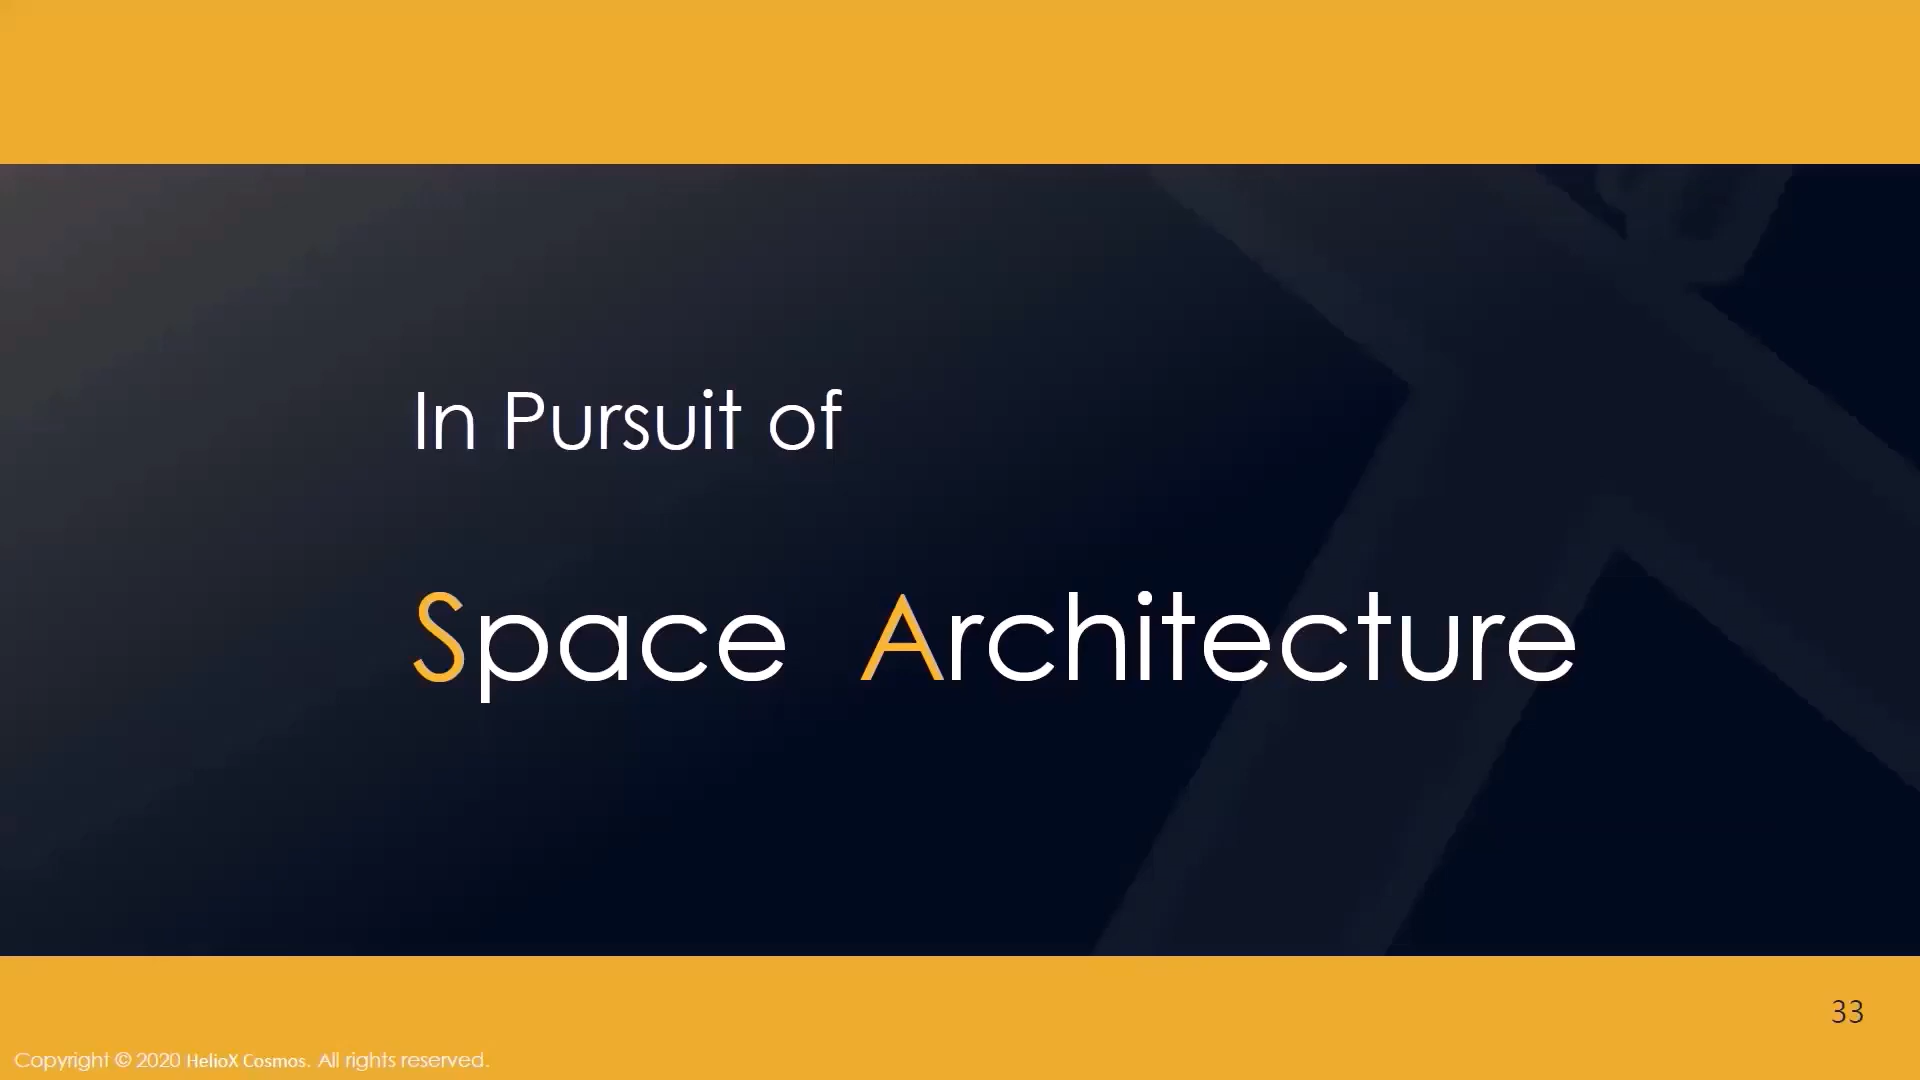 In Pursuit of
Space Architecture
33
Copyright © 2020 HelioX Cosmos. All rights reserved.